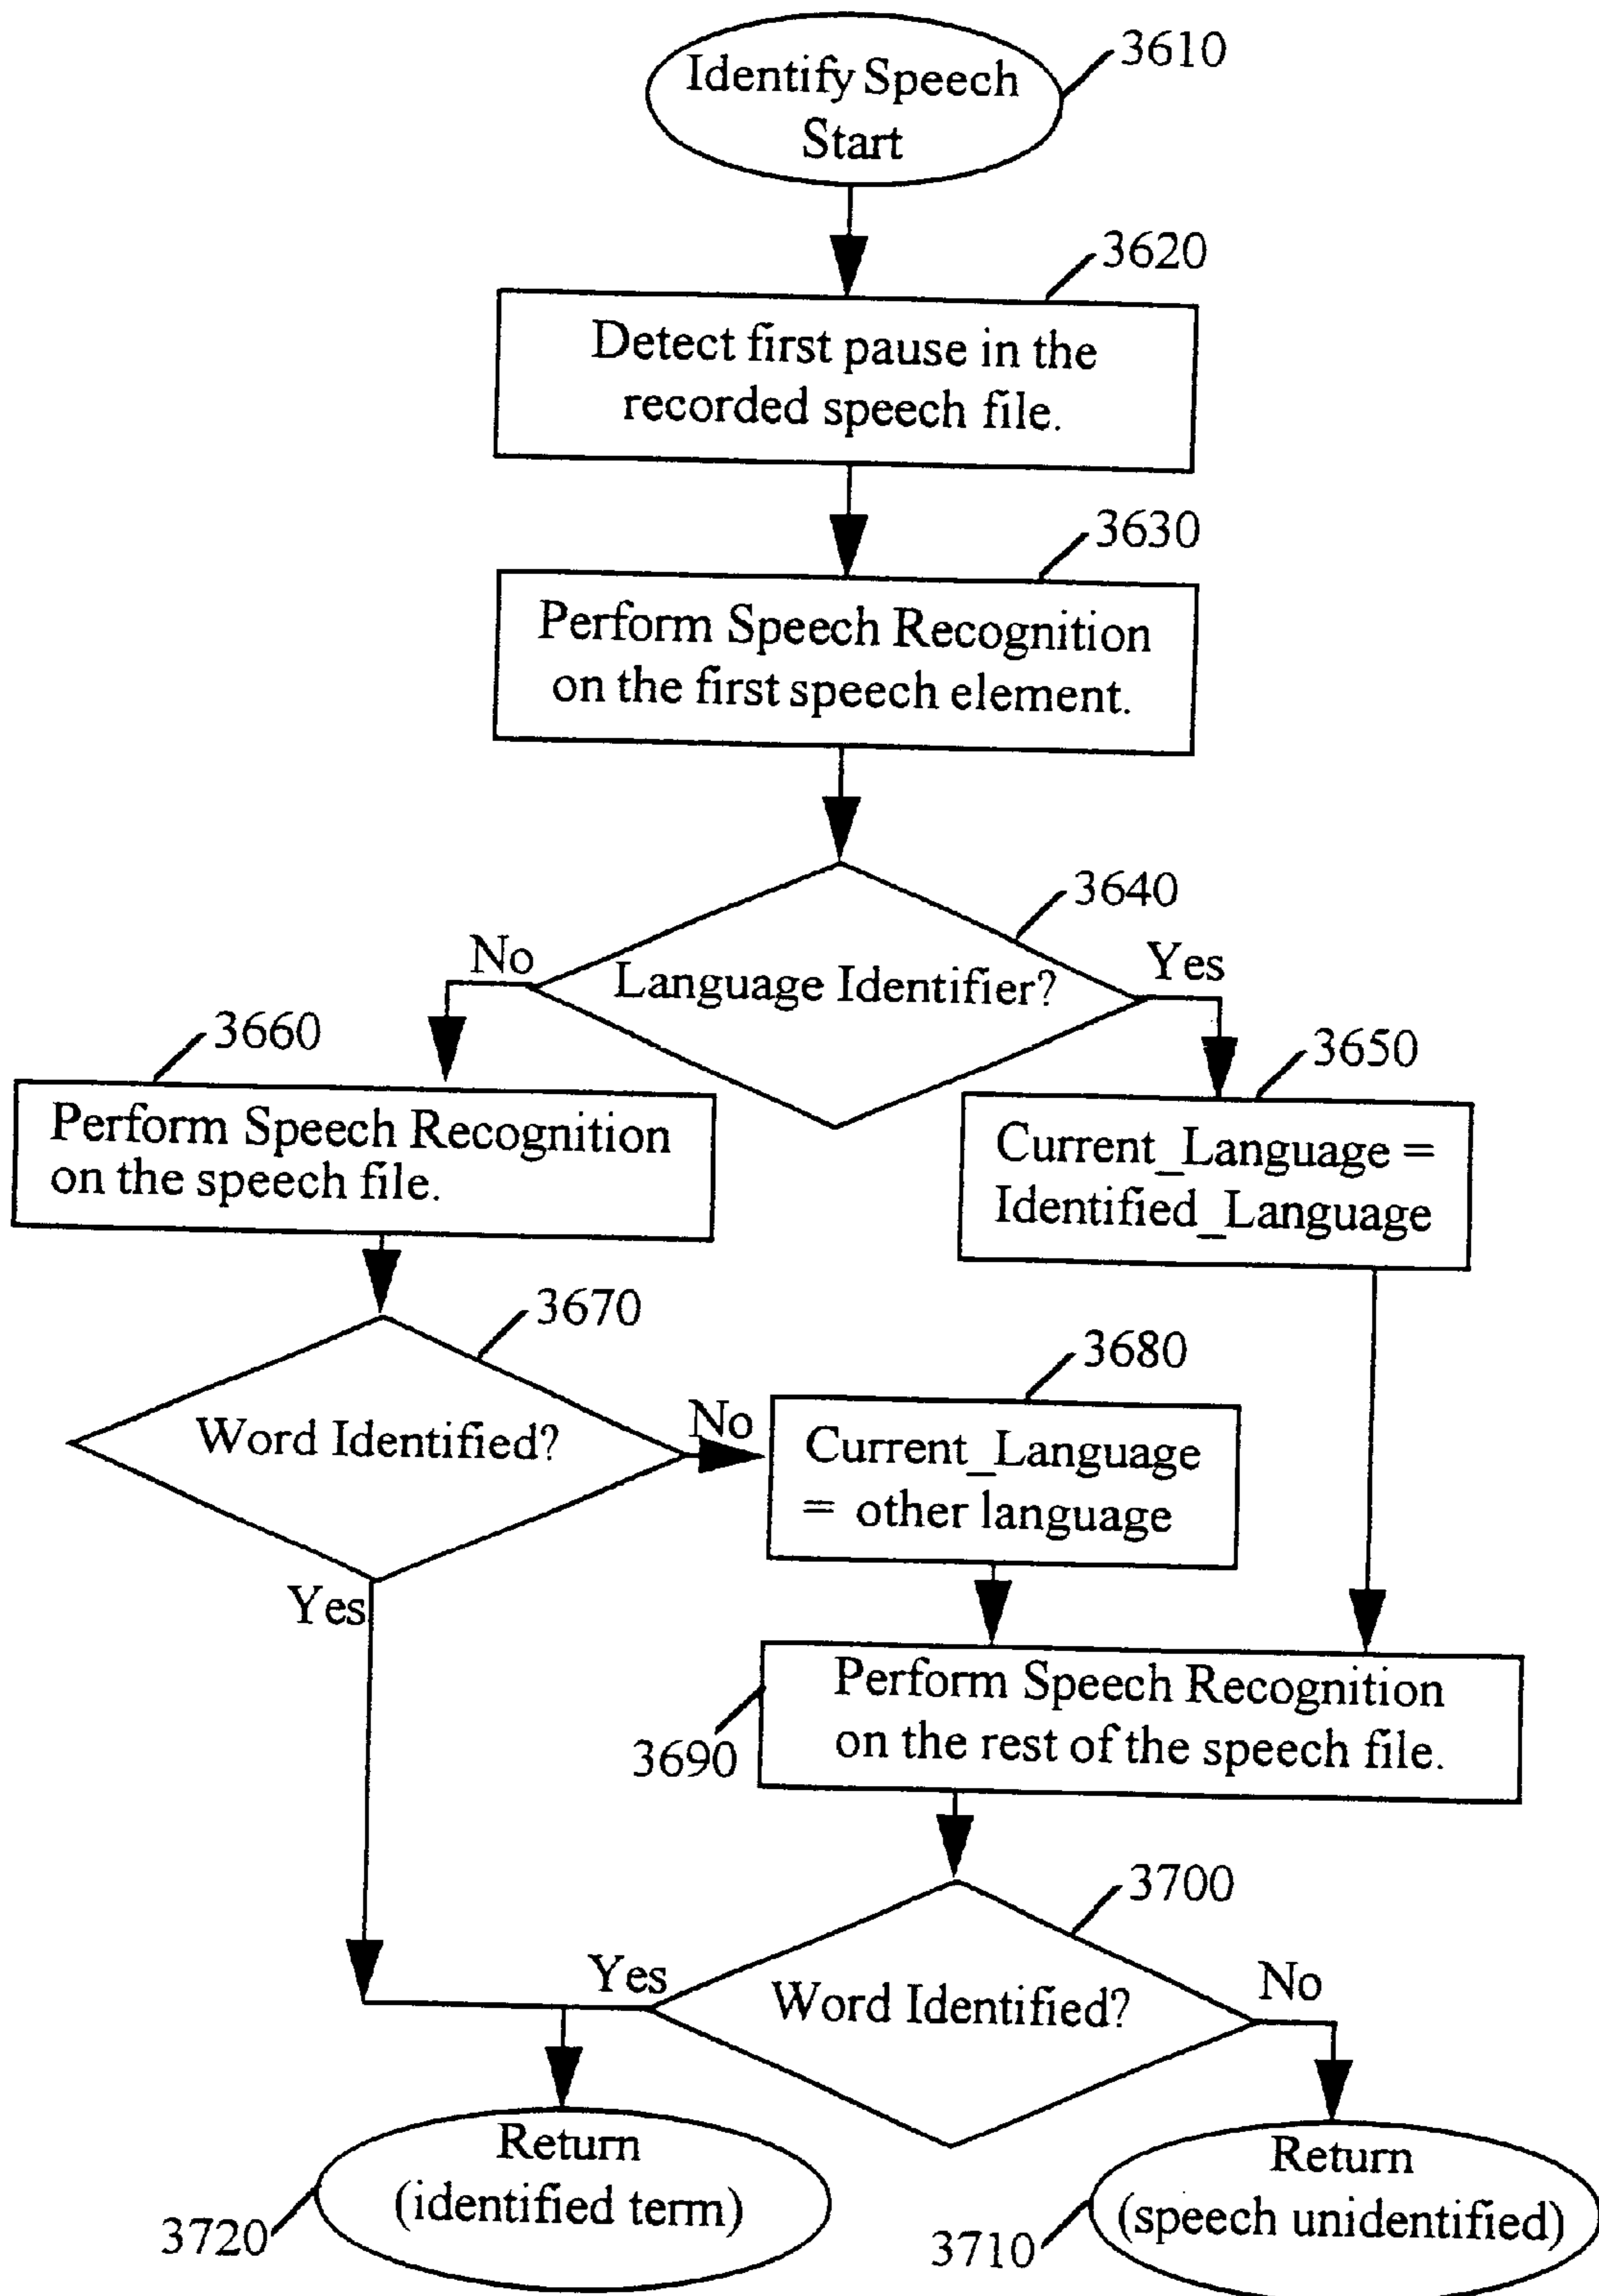 Identify Speech
Start
3610
3620
Detect first pause in the
recorded speech file.
3630
Perform Speech Recognition
on the first speech element.
3640
Language Identifier?
No
Yes
3660
Perform Speech Recognition
on the speech file.
3650
Current_Language =
Identified_Language
3670
Word Identified?
No
Yes
3680
Current_Language
= other language
Perform Speech Recognition
on the rest of the speech file.
3690
3700
Word Identified?
Yes
No
Return
(identified term)
3720
Return
(speech unidentified)
3710